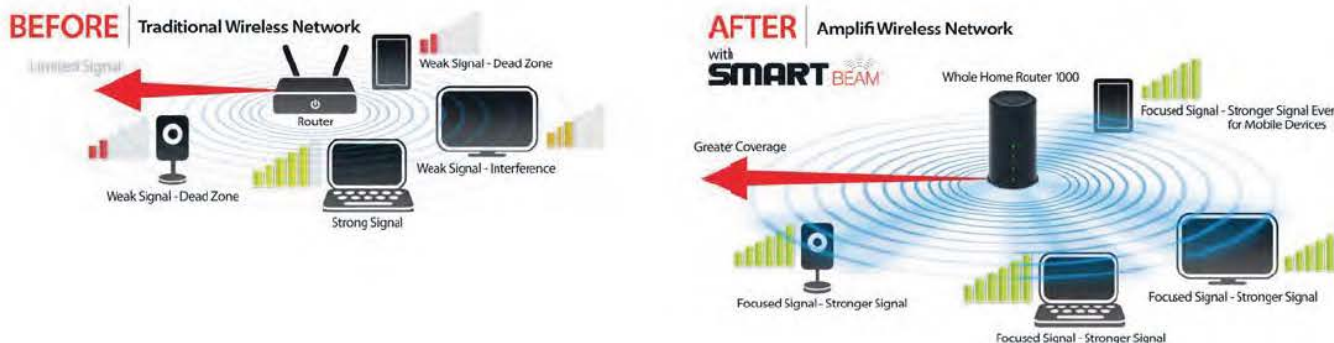 BEFORE
Traditional Wireless Network
Limited Signal
Weak Signal - Dead Zone
Router
Weak Signal - Interference
Weak Signal - Dead Zone
Strong Signal
AFTER
Amplifi Wireless Network
with
SMART BEAM
Whole Home Router 1000
Focused Signal - Stronger Signal Even
for Mobile Devices
Greater Coverage
Focused Signal - Stronger Signal
Focused Signal - Stronger Signal
Focused Signal - Stronger Signal